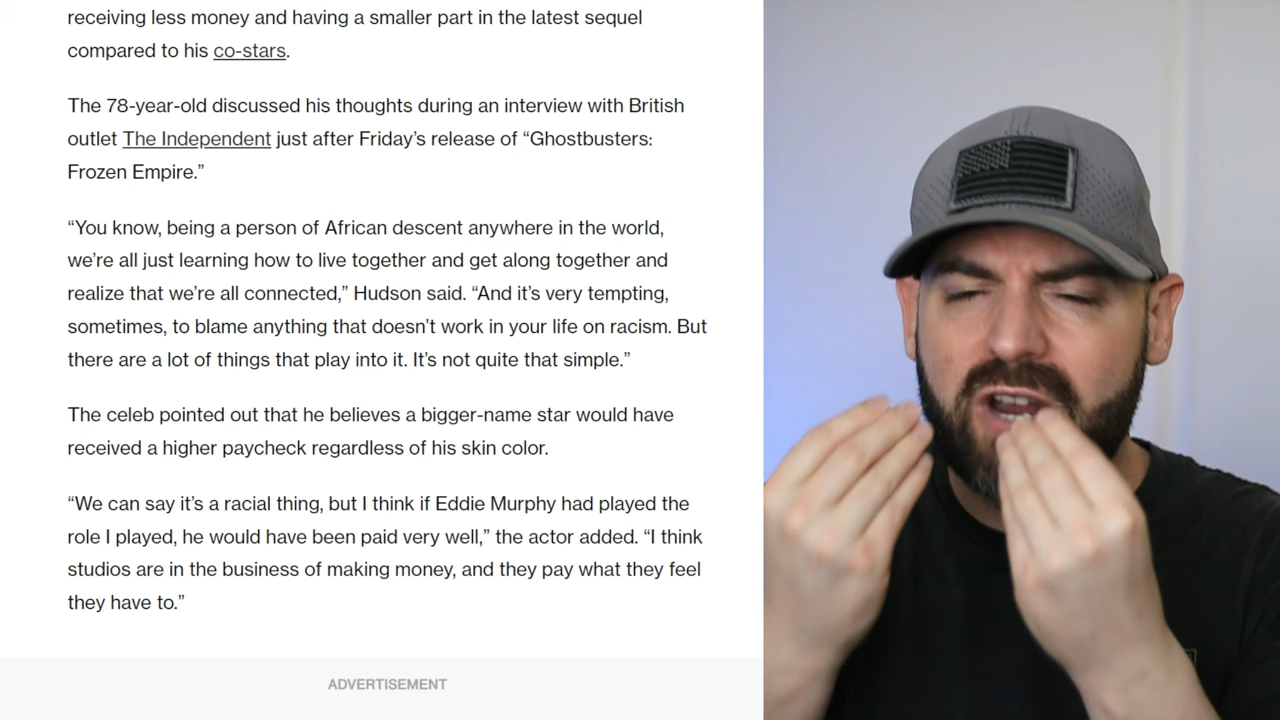 receiving less money and having a smaller part in the latest sequel
compared to his co-stars.
The 78-year-old discussed his thoughts during an interview with British
outlet The Independent just after Friday’s release of “Ghostbusters:
Frozen Empire.”
“You know, being a person of African descent anywhere in the world,
we’re all just learning how to live together and get along together and
realize that we’re all connected,” Hudson said. “And it’s very tempting,
sometimes, to blame anything that doesn’t work in your life on racism. But
there are a lot of things that play into it. It’s not quite that simple.”
The celeb pointed out that he believes a bigger-name star would have
received a higher paycheck regardless of his skin color.
“We can say it’s a racial thing, but I think if Eddie Murphy had played the
role I played, he would have been paid very well,” the actor added. “I think
studios are in the business of making money, and they pay what they feel
they have to.”
ADVERTISEMENT